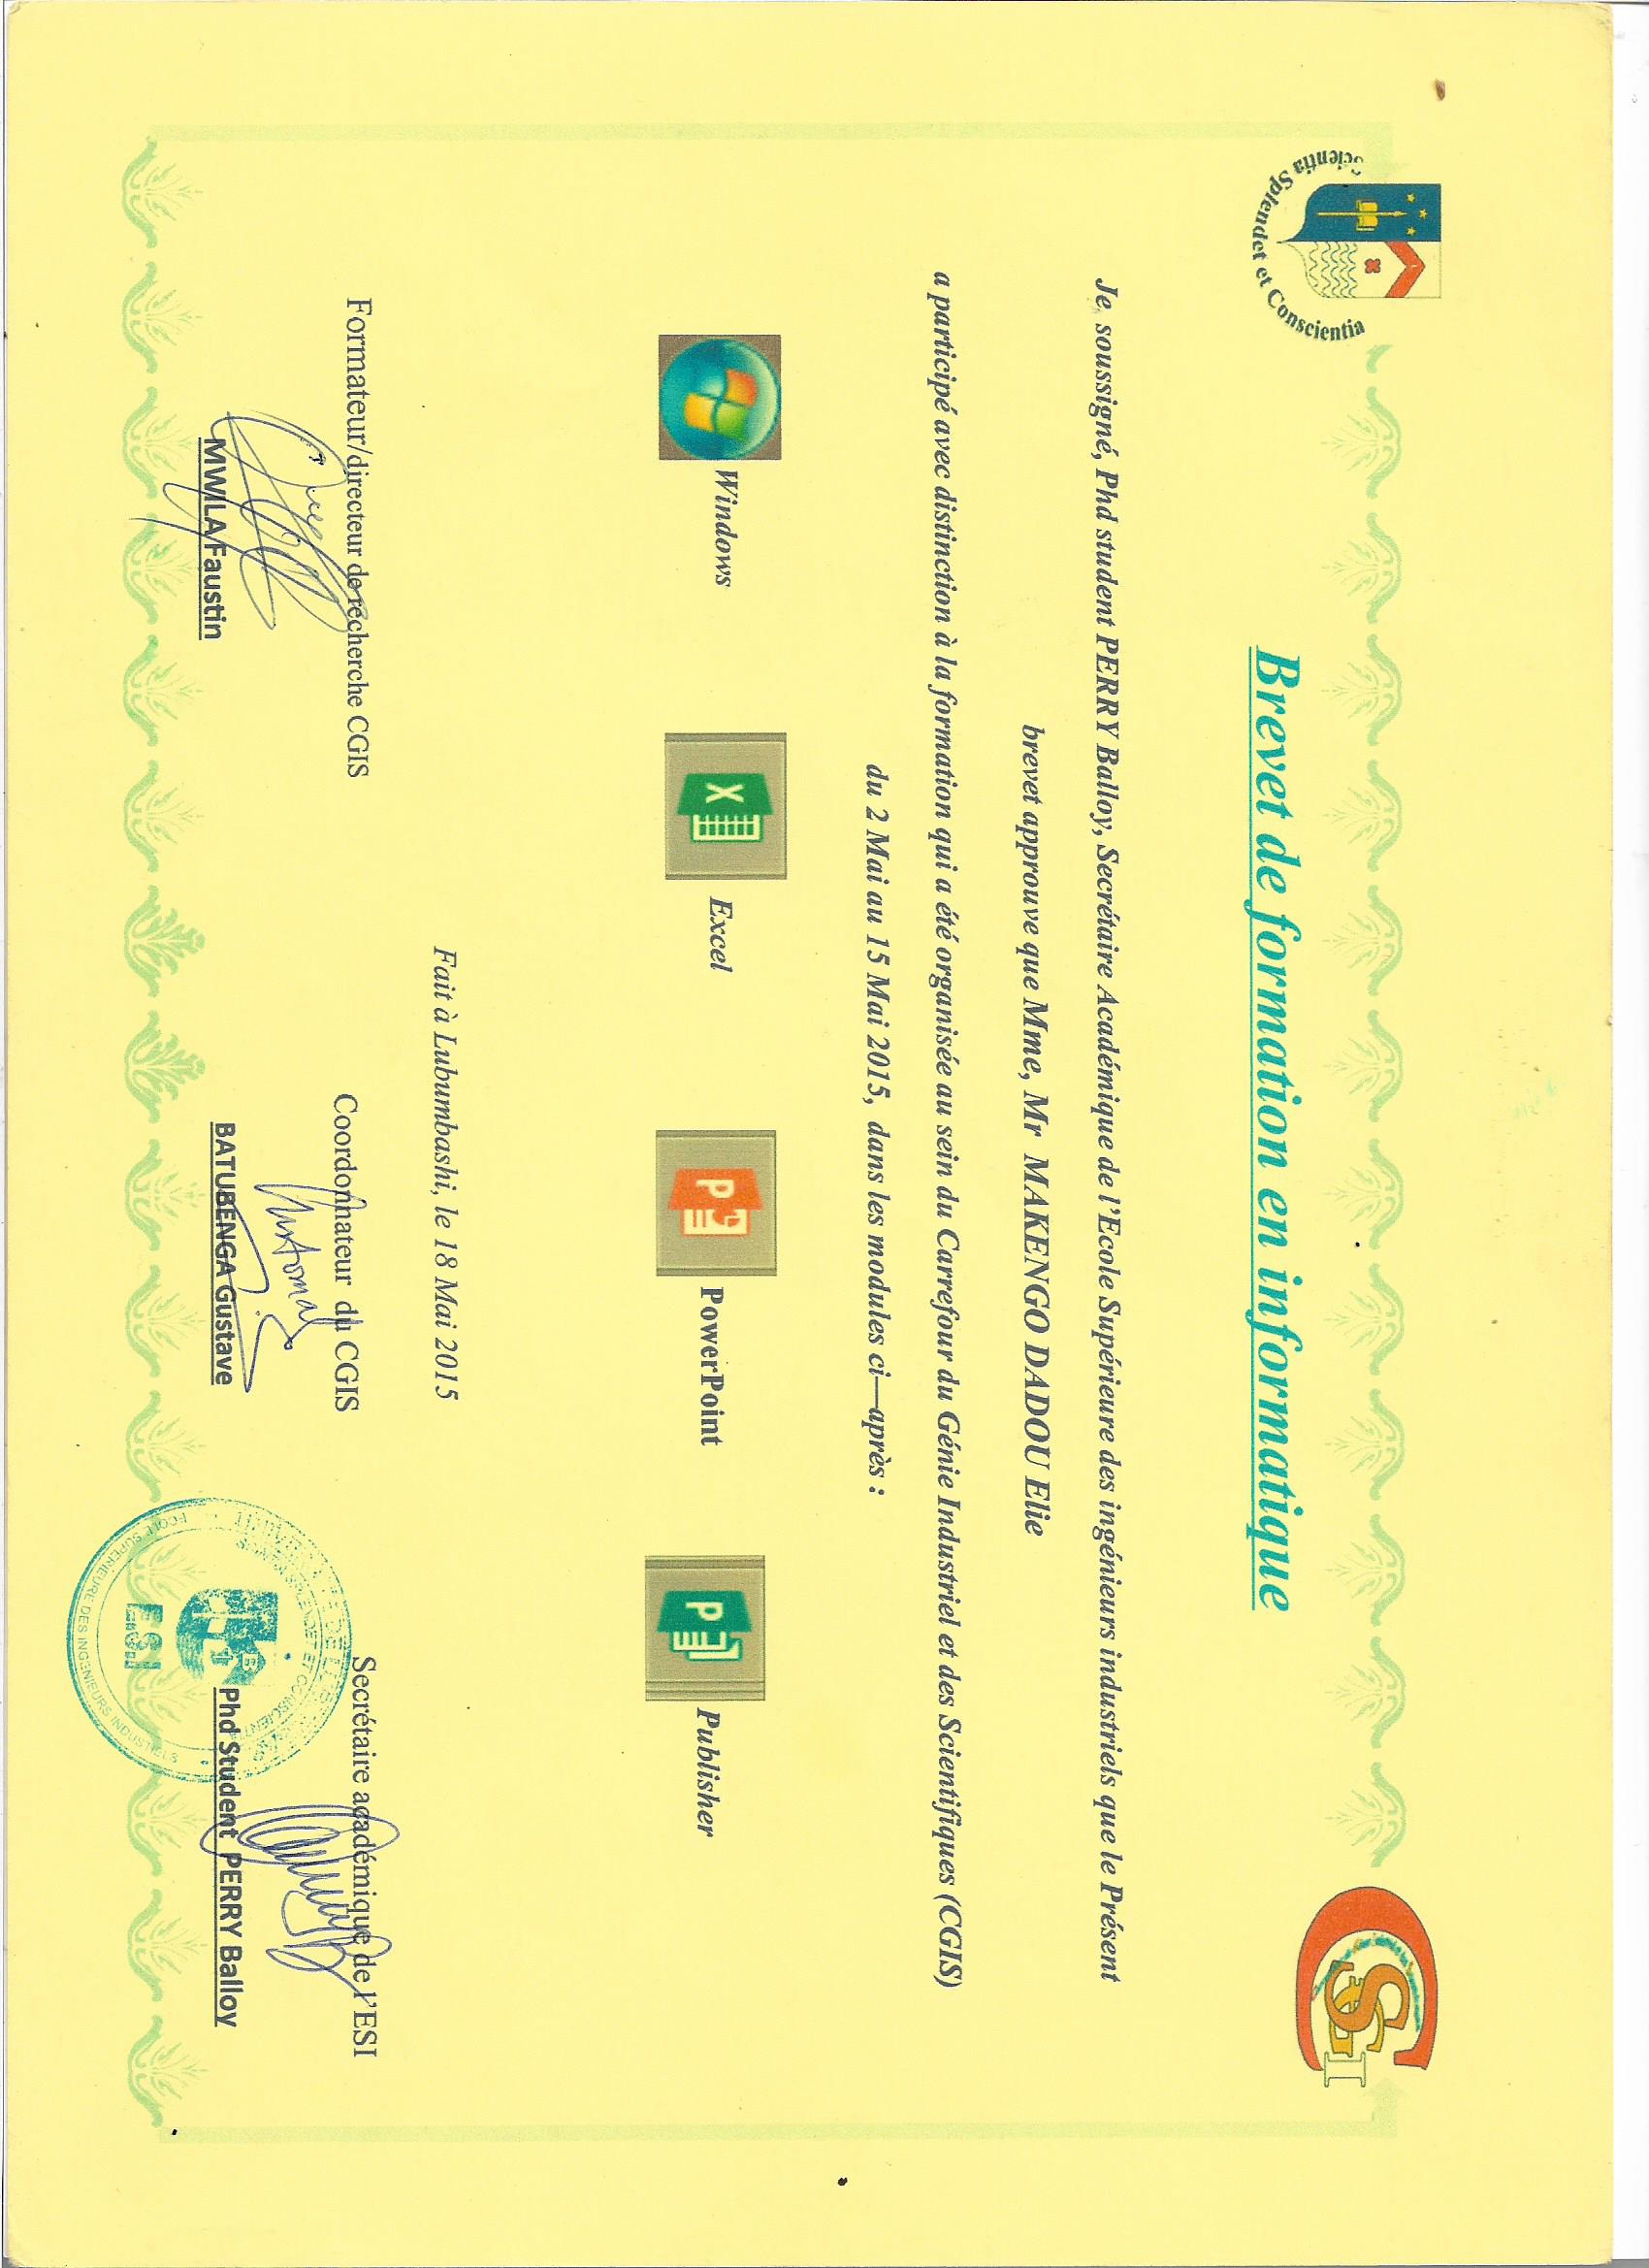 Scientia Splendet et Conscientia
Brevet de formation en informatique
Je, soussigné, Phd student PERRY Balloy, Secrétaire Académique de l'Ecole Supérieure des ingénieurs industriels que le Présent
brevet approuve que Mme, Mr MAKENGO DADOU Elie
a participé avec distinction à la formation qui a été organisée au sein du Carrefour du Génie Industriel et des Scientifiques (CGIS)
du 2 Mai au 15 Mai 2015, dans les modules ci—après :
Windows
Excel
PowerPoint
Publisher
Fait à Lubumbashi, le 18 Mai 2015
Formateur/directeur de recherche CGIS
MWILA Faustin
Coordonnateur du CGIS
BATUBENGA Gustave
Secrétaire académique de l'ESI
Phd Student PERRY Balloy
ECOLE SUPERIEURE DES INGENIEURS INDUSTRIELS
E.S.I